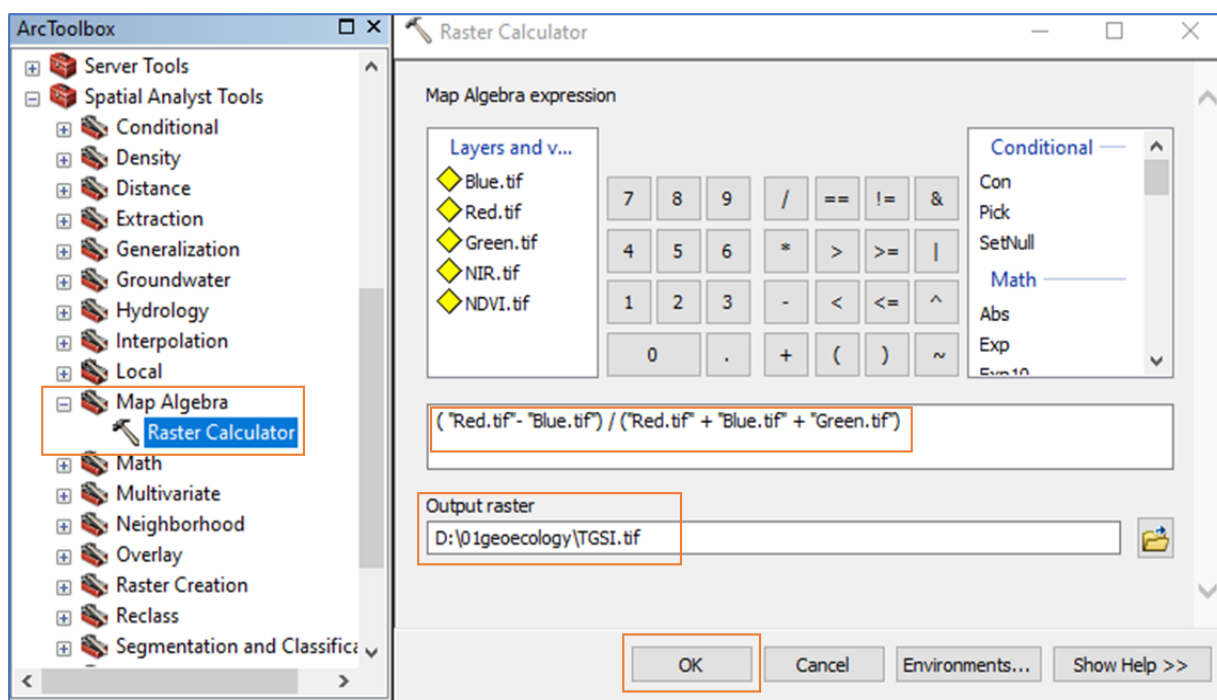 ArcToolbox
Server Tools
Spatial Analyst Tools
Conditional
Density
Distance
Extraction
Generalization
Groundwater
Hydrology
Interpolation
Local
Map Algebra
Raster Calculator
Math
Multivariate
Neighborhood
Overlay
Raster Creation
Reclass
Segmentation and Classifica
Raster Calculator
Map Algebra expression
Layers and v...
Blue.tif
Red.tif
Green.tif
NIR.tif
NDVI.tif
7 8 9 / == != &
4 5 6 * > >= |
1 2 3 - < <= ^
0 . + ( ) ~
Conditional
Con
Pick
SetNull
Math
Abs
Exp
Exp10
( "Red.tif"- "Blue.tif") / ("Red.tif" + "Blue.tif" + "Green.tif")
Output raster
D:\01geoecology\TGSI.tif
OK Cancel Environments... Show Help >>